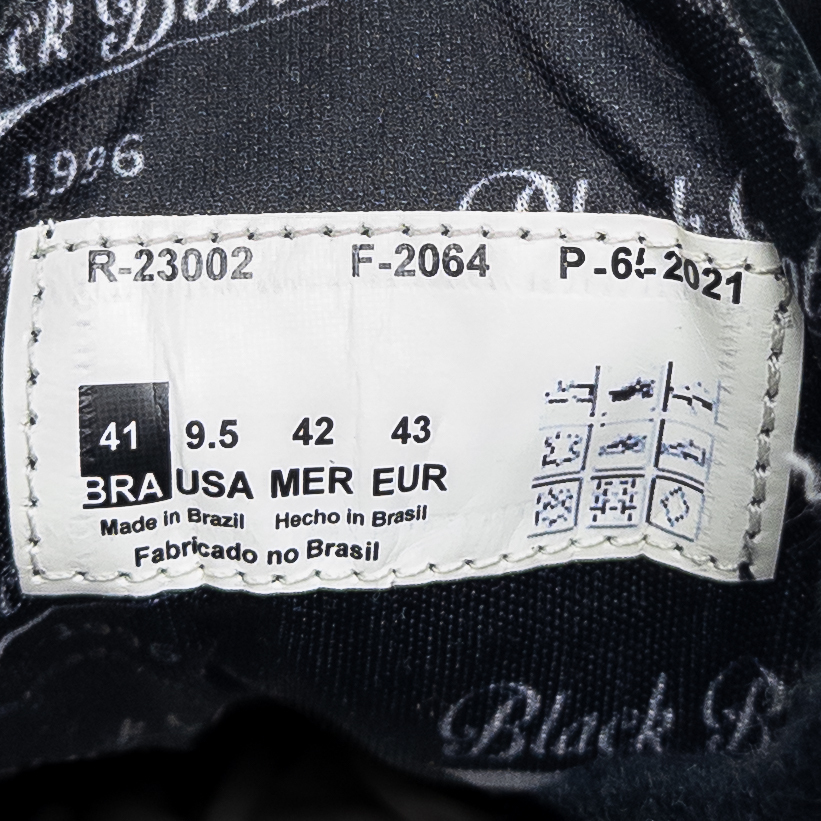 1996
Black
R-23002 F-2064 2021
41 9.5 42 43
BRA USA MER EUR
Made in Brazil Hecho in Brasil
Fabricado no Brasil
Black